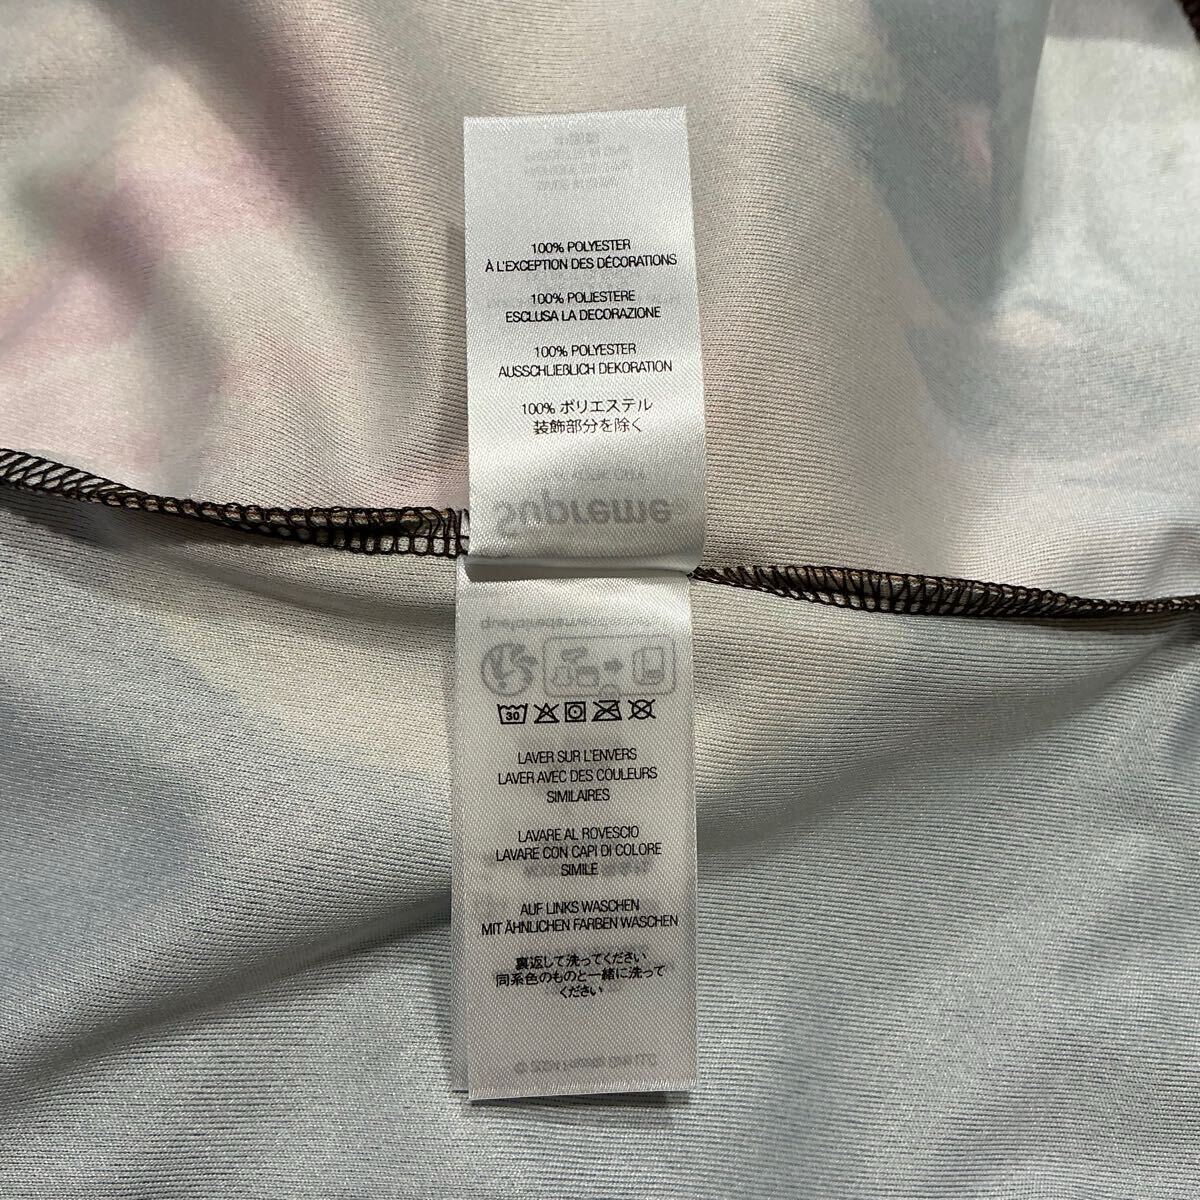 100% POLYESTER
À L'EXCEPTION DES DÉCORATIONS
100% POLIESTERE
ESCLUSA LA DECORAZIONE
100% POLYESTER
AUSSCHLIEßLICH DEKORATION
100% ポリエステル
装飾部分を除く
Supreme
30
LAVER SUR L'ENVERS
LAVER AVEC DES COULEURS
SIMILAIRES
LAVARE AL ROVESCIO
LAVARE CON CAPI DI COLORE
SIMILE
AUF LINKS WASCHEN
MIT ÄHNLICHEN FARBEN WASCHEN
裏返して洗ってください
同系色のものと一緒に洗って
ください